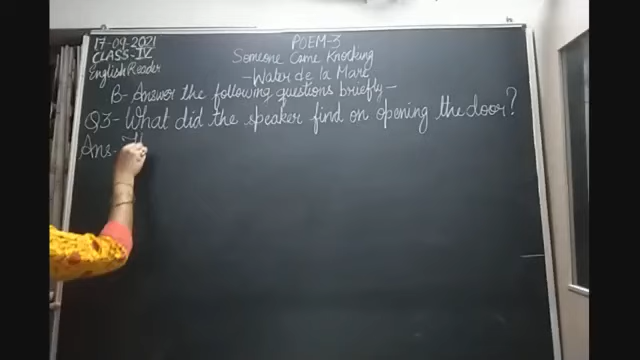 17-09-2021
CLASS-IV
English Reader
POEM-3
Someone Came Knocking
-Water de la Mare
B- Answer the following questions briefly-
Q3- What did the speaker find on opening the door?
Ans-